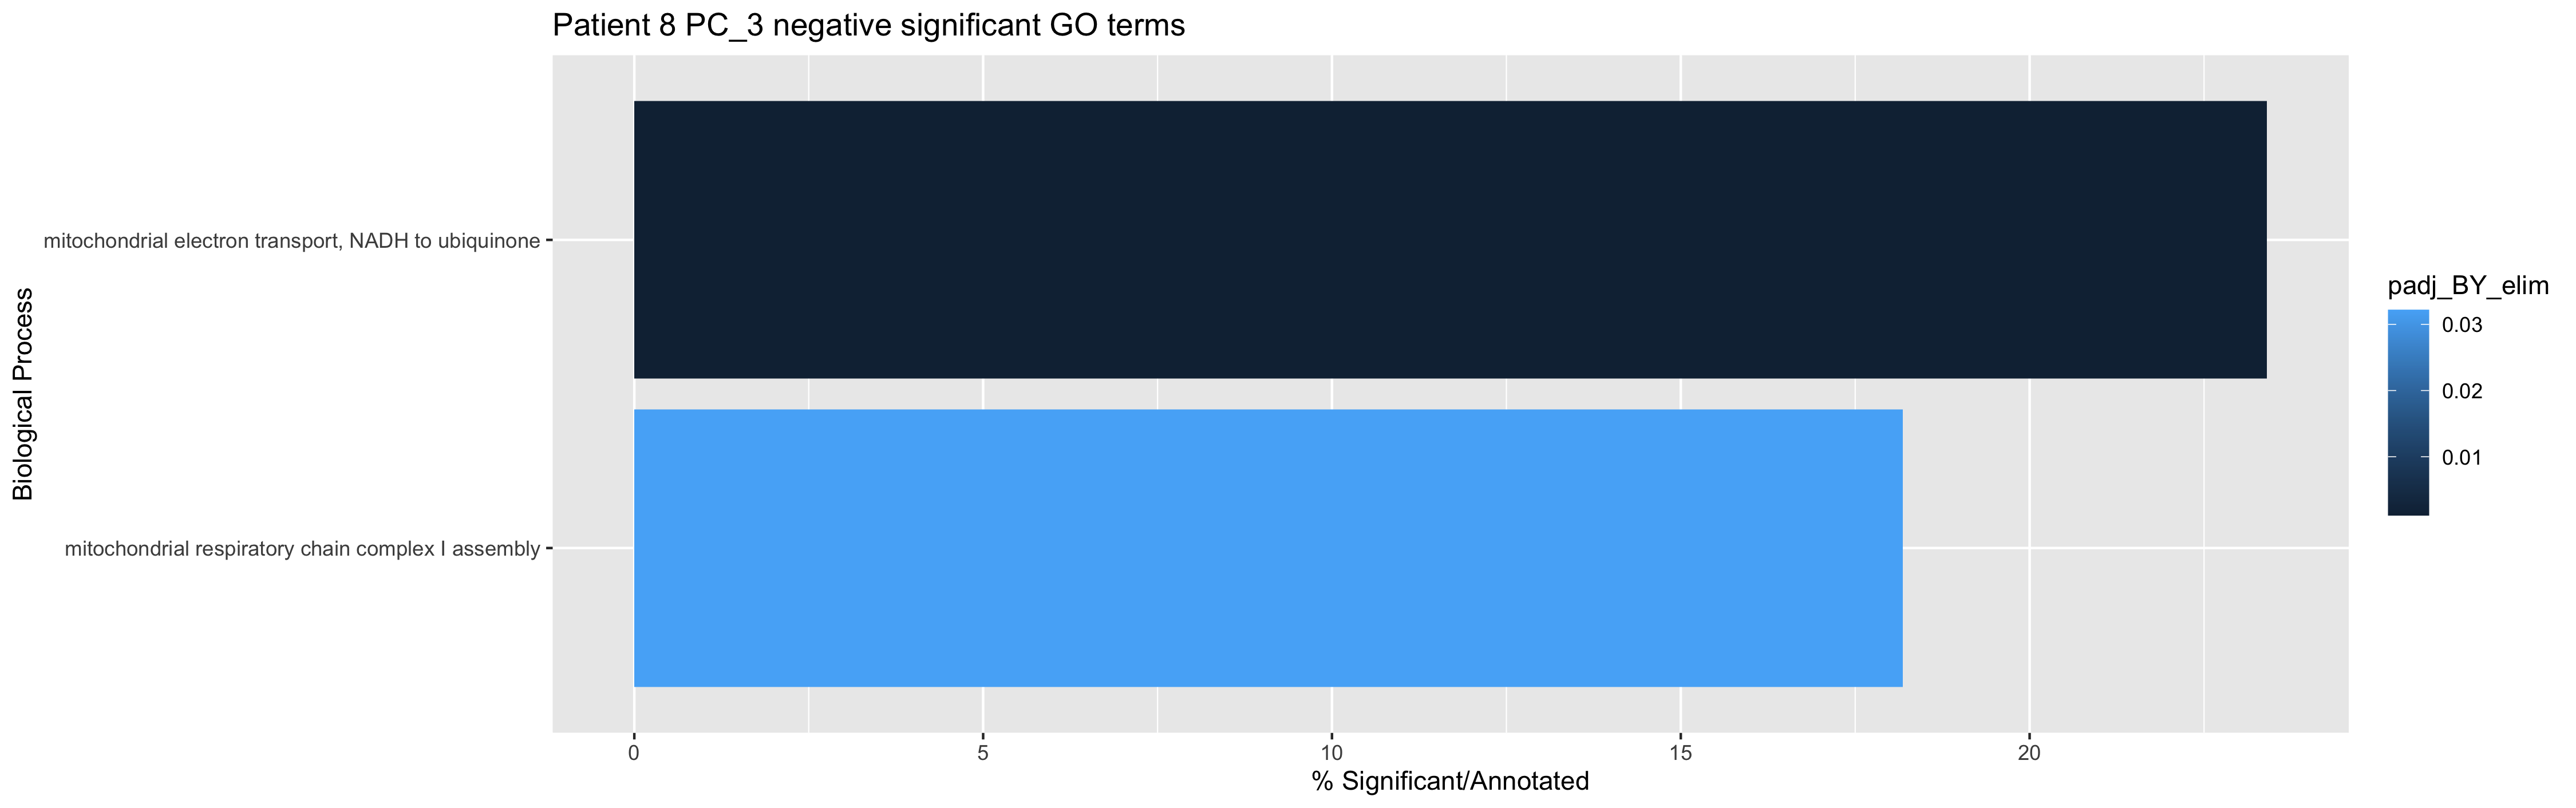 Patient 8 PC_3 negative significant GO terms
Biological Process
mitochondrial electron transport, NADH to ubiquinone
mitochondrial respiratory chain complex I assembly
0 5 10 15 20
% Significant/Annotated
padj_BY_elim
0.03
0.02
0.01